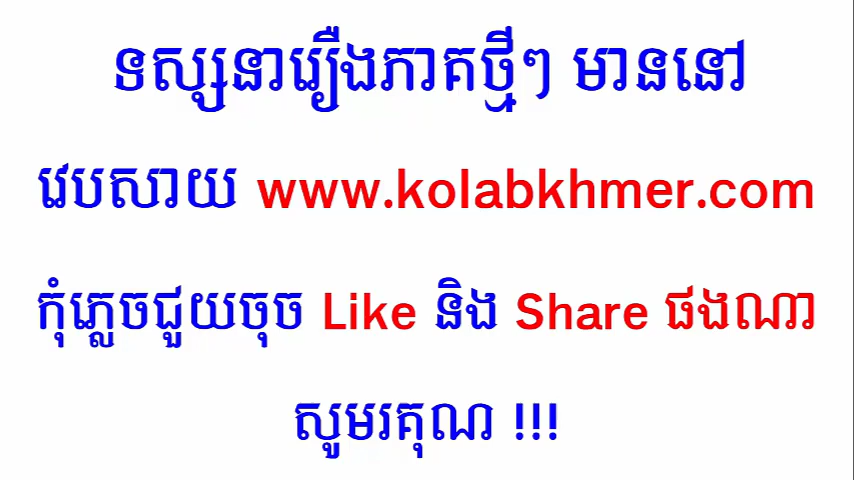 ទស្សនារឿងភាគថ្មីៗ មាននៅ
វេបសាយ www.kolabkhmer.com
កុំភ្លេចជួយចុច Like និង Share ផងណា
សូមរគុណ !!!